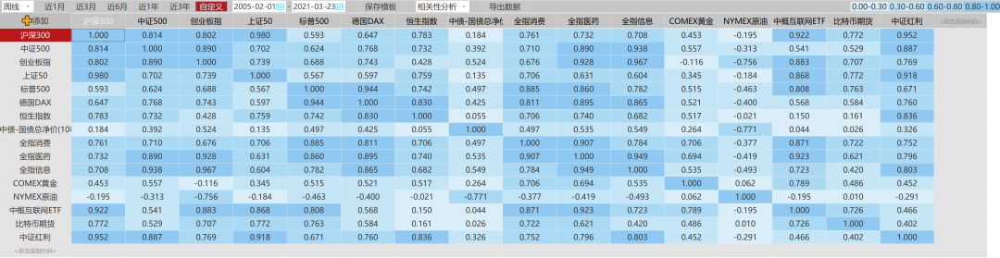 周线 近1月 近3月 近6月 近1年 近3年 自定义 2005-02-01 - 2021-03-23 保存模板 相关性分析 导出数据 0.00-0.30 0.30-0.60 0.60-0.80 0.80-1.00
添加 沪深300 中证500 创业板指 上证50 标普500 德国DAX 恒生指数 中债-国债总净价 全指消费 全指医药 全指信息 COMEX黄金 NYMEX原油 中概互联网ETF 比特币期货 中证红利 <双击添加代码>
沪深300 1.000 0.814 0.802 0.980 0.593 0.647 0.783 0.184 0.761 0.732 0.708 0.453 -0.195 0.922 0.772 0.952
中证500 0.814 1.000 0.890 0.702 0.624 0.768 0.732 0.392 0.710 0.890 0.938 0.557 -0.313 0.541 0.529 0.887
创业板指 0.802 0.890 1.000 0.739 0.688 0.743 0.428 0.524 0.676 0.928 0.967 -0.116 -0.756 0.883 0.707 0.769
上证50 0.980 0.702 0.739 1.000 0.567 0.597 0.759 0.135 0.706 0.631 0.604 0.345 -0.184 0.868 0.772 0.918
标普500 0.593 0.624 0.688 0.567 1.000 0.944 0.742 0.497 0.885 0.860 0.782 0.515 -0.463 0.808 0.763 0.671
德国DAX 0.647 0.768 0.743 0.597 0.944 1.000 0.830 0.425 0.811 0.895 0.865 0.521 -0.400 0.568 0.584 0.760
恒生指数 0.783 0.732 0.428 0.759 0.742 0.830 1.000 0.055 0.706 0.740 0.682 0.517 -0.021 0.150 0.161 0.836
中债-国债总净价(10年 0.184 0.392 0.524 0.135 0.497 0.425 0.055 1.000 0.497 0.535 0.549 0.264 -0.771 0.044 0.026 0.326
全指消费 0.761 0.710 0.676 0.706 0.885 0.811 0.706 0.497 1.000 0.907 0.784 0.706 -0.377 0.871 0.722 0.752
全指医药 0.732 0.890 0.928 0.631 0.860 0.895 0.740 0.535 0.907 1.000 0.949 0.694 -0.419 0.923 0.621 0.796
全指信息 0.708 0.938 0.967 0.604 0.782 0.865 0.682 0.549 0.784 0.949 1.000 0.535 -0.493 0.723 0.420 0.803
COMEX黄金 0.453 0.557 -0.116 0.345 0.515 0.521 0.517 0.264 0.706 0.694 0.535 1.000 0.062 0.789 0.486 0.452
NYMEX原油 -0.195 -0.313 -0.756 -0.184 -0.463 -0.400 -0.021 -0.771 -0.377 -0.419 -0.493 0.062 1.000 -0.195 0.010 -0.291
中概互联网ETF 0.922 0.541 0.883 0.868 0.808 0.568 0.150 0.044 0.871 0.923 0.723 0.789 -0.195 1.000 0.726 0.466
比特币期货 0.772 0.529 0.707 0.772 0.763 0.584 0.161 0.026 0.722 0.621 0.420 0.486 0.010 0.726 1.000 0.402
中证红利 0.952 0.887 0.769 0.918 0.671 0.760 0.836 0.326 0.752 0.796 0.803 0.452 -0.291 0.466 0.402 1.000
<双击添加代码>